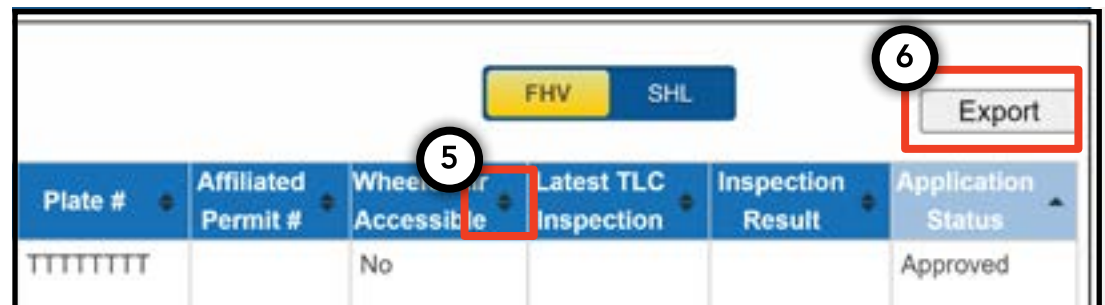 6
FHV SHL
Export
5
Plate #
Affiliated
Permit #
Accessible
Latest TLC
Inspection
Inspection
Result
Application
Status
TTTTTTTT No Approved